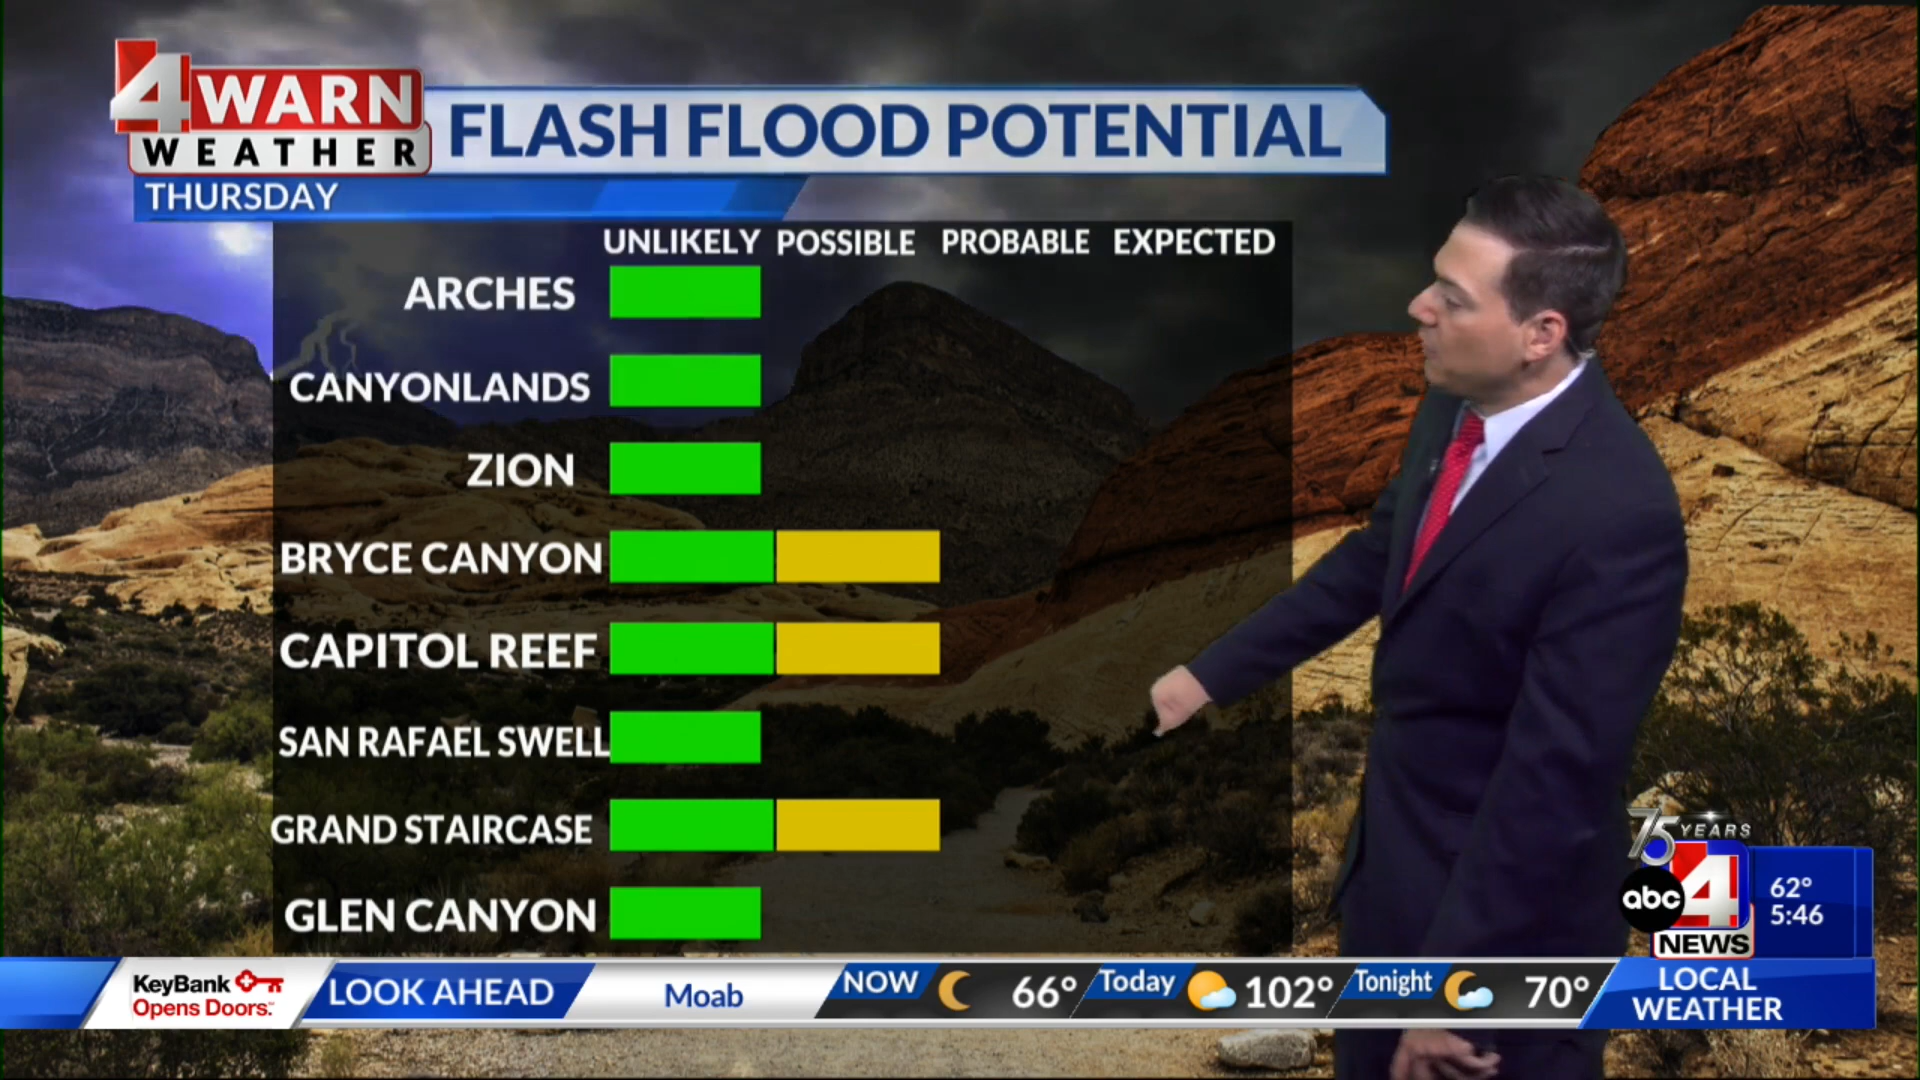 4WARN
WEATHER
FLASH FLOOD POTENTIAL
THURSDAY
UNLIKELY POSSIBLE PROBABLE EXPECTED
ARCHES
CANYONLANDS
ZION
BRYCE CANYON
CAPITOL REEF
SAN RAFAEL SWELL
GRAND STAIRCASE
GLEN CANYON
75 YEARS
abc 4
NEWS
62°
5:46
KeyBank
Opens Doors.
LOOK AHEAD
Moab
NOW 66°
Today 102°
Tonight 70°
LOCAL
WEATHER